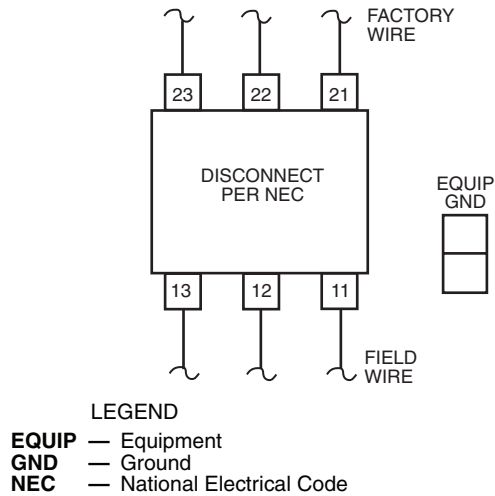 FACTORY
WIRE
23 22 21
DISCONNECT
PER NEC
EQUIP
GND
13 12 11
FIELD
WIRE
LEGEND
EQUIP — Equipment
GND — Ground
NEC — National Electrical Code